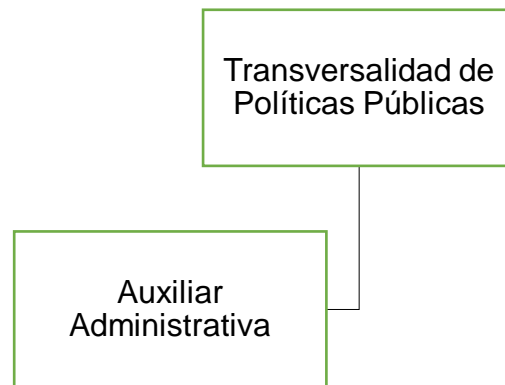 Transversalidad de
Políticas Públicas
Auxiliar
Administrativa